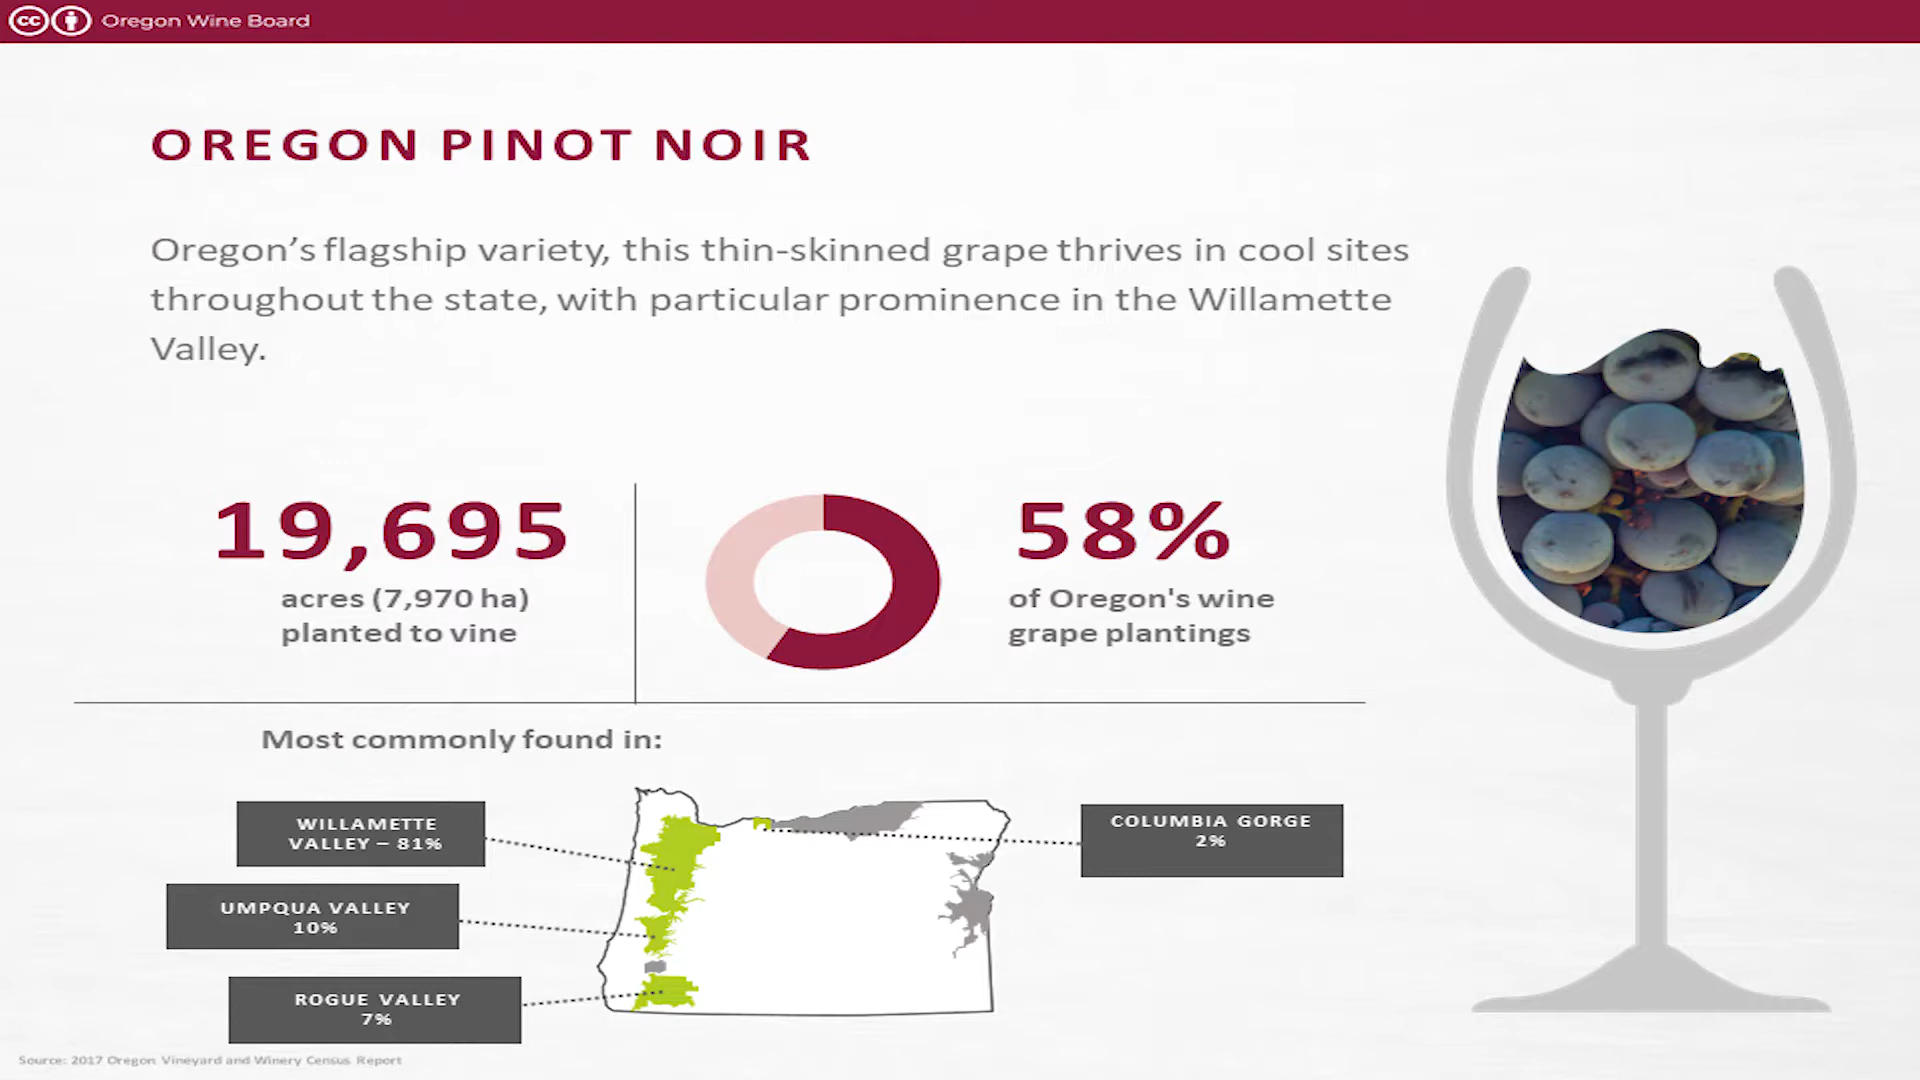 Oregon Wine Board
OREGON PINOT NOIR
Oregon’s flagship variety, this thin-skinned grape thrives in cool sites
throughout the state, with particular prominence in the Willamette
Valley.
19,695
acres (7,970 ha)
planted to vine
58%
of Oregon's wine
grape plantings
Most commonly found in:
WILLAMETTE
VALLEY – 81%
COLUMBIA GORGE
2%
UMPQUA VALLEY
10%
ROGUE VALLEY
7%
Source: 2017 Oregon Vineyard and Winery Census Report